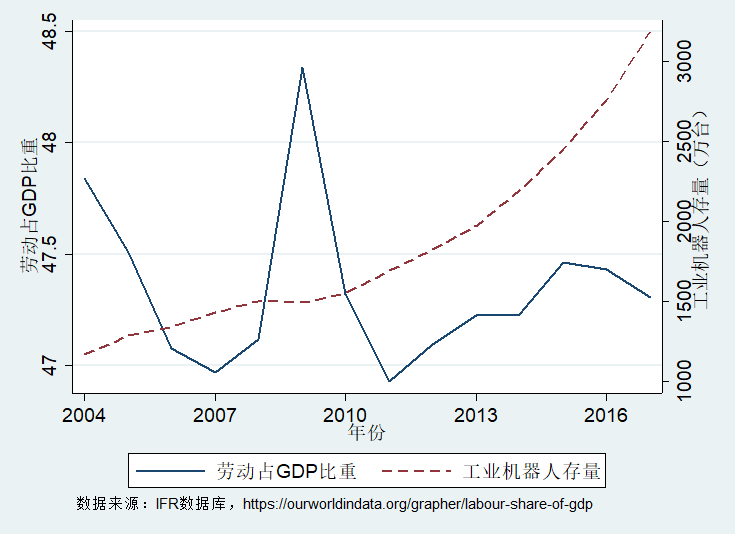 48.5
48
47.5
47
劳动占GDP比重
3000
2500
2000
1500
1000
工业机器人存量（万台）
2004 2007 2010 2013 2016
年份
劳动占GDP比重 工业机器人存量
数据来源：IFR数据库，https://ourworldindata.org/grapher/labour-share-of-gdp